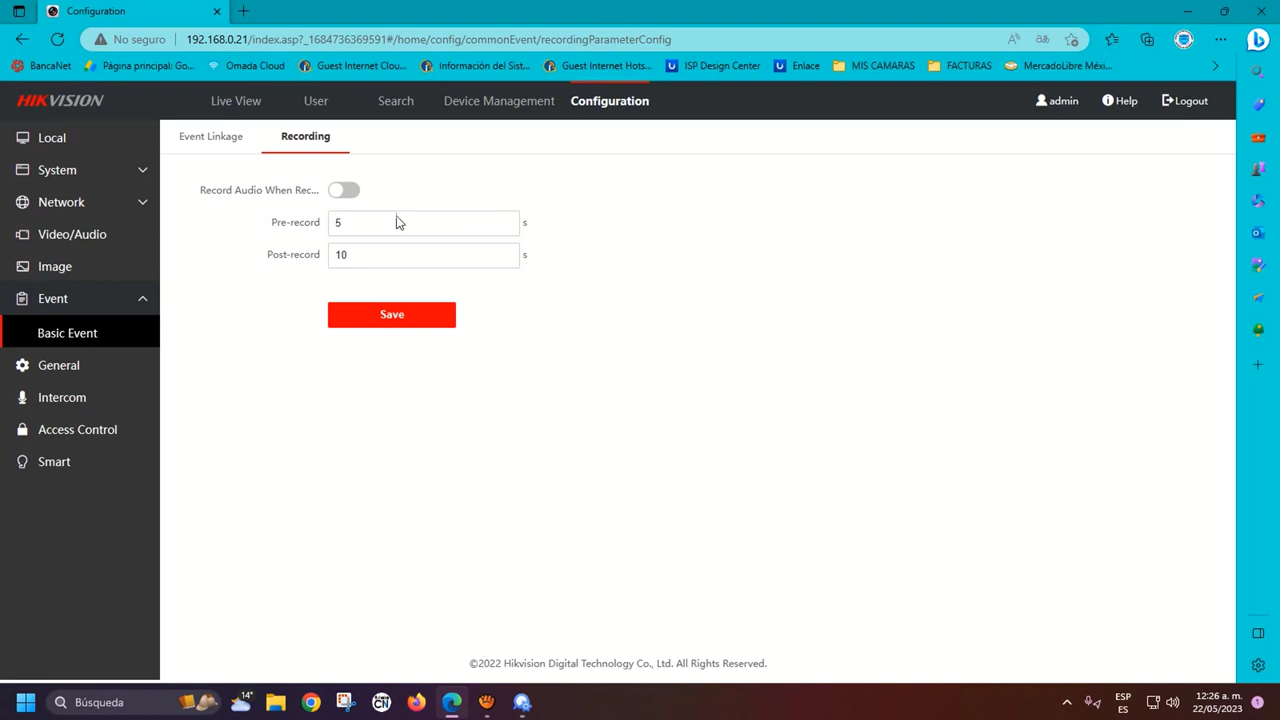 Configuration
No seguro
192.168.0.21/index.asp?_1684736369591#/home/config/commonEvent/recordingParameterConfig
BancaNet
Página principal: Go...
Omada Cloud
Guest Internet Clou...
Información del Sist...
Guest Internet Hots...
ISP Design Center
Enlace
MIS CAMARAS
FACTURAS
MercadoLibre Méxi...
HIKVISION
Live View
User
Search
Device Management
Configuration
admin
Help
Logout
Local
System
Network
Video/Audio
Image
Event
Basic Event
General
Intercom
Access Control
Smart
Event Linkage
Recording
Record Audio When Rec...
Pre-record 5 s
Post-record 10 s
Save
©2022 Hikvision Digital Technology Co., Ltd. All Rights Reserved.
Búsqueda
14°
CN
ESP
ES
12:26 a. m.
22/05/2023
1